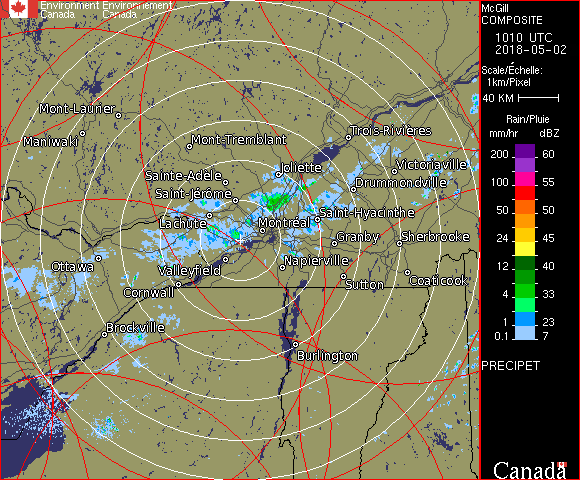 Environment Environnement
Canada Canada
McGill
COMPOSITE
1010 UTC
2018-05-02
Scale/Échelle:
1km/Pixel
40 KM
Rain/Pluie
mm/hr dBZ
200 60
100 55
50 50
24 45
12 40
8 33
4 30
1 23
0.1 7
PRECIPET
Canada
Mont-Laurier
Maniwaki
Mont-Tremblant
Trois-Rivières
Joliette
Victoriaville
Sainte-Adèle
Drummondville
Saint-Jérôme
Saint-Hyacinthe
Lachute
Montréal
Granby
Sherbrooke
Ottawa
Valleyfield
Napierville
Cornwall
Sutton
Coaticook
Brockville
Burlington